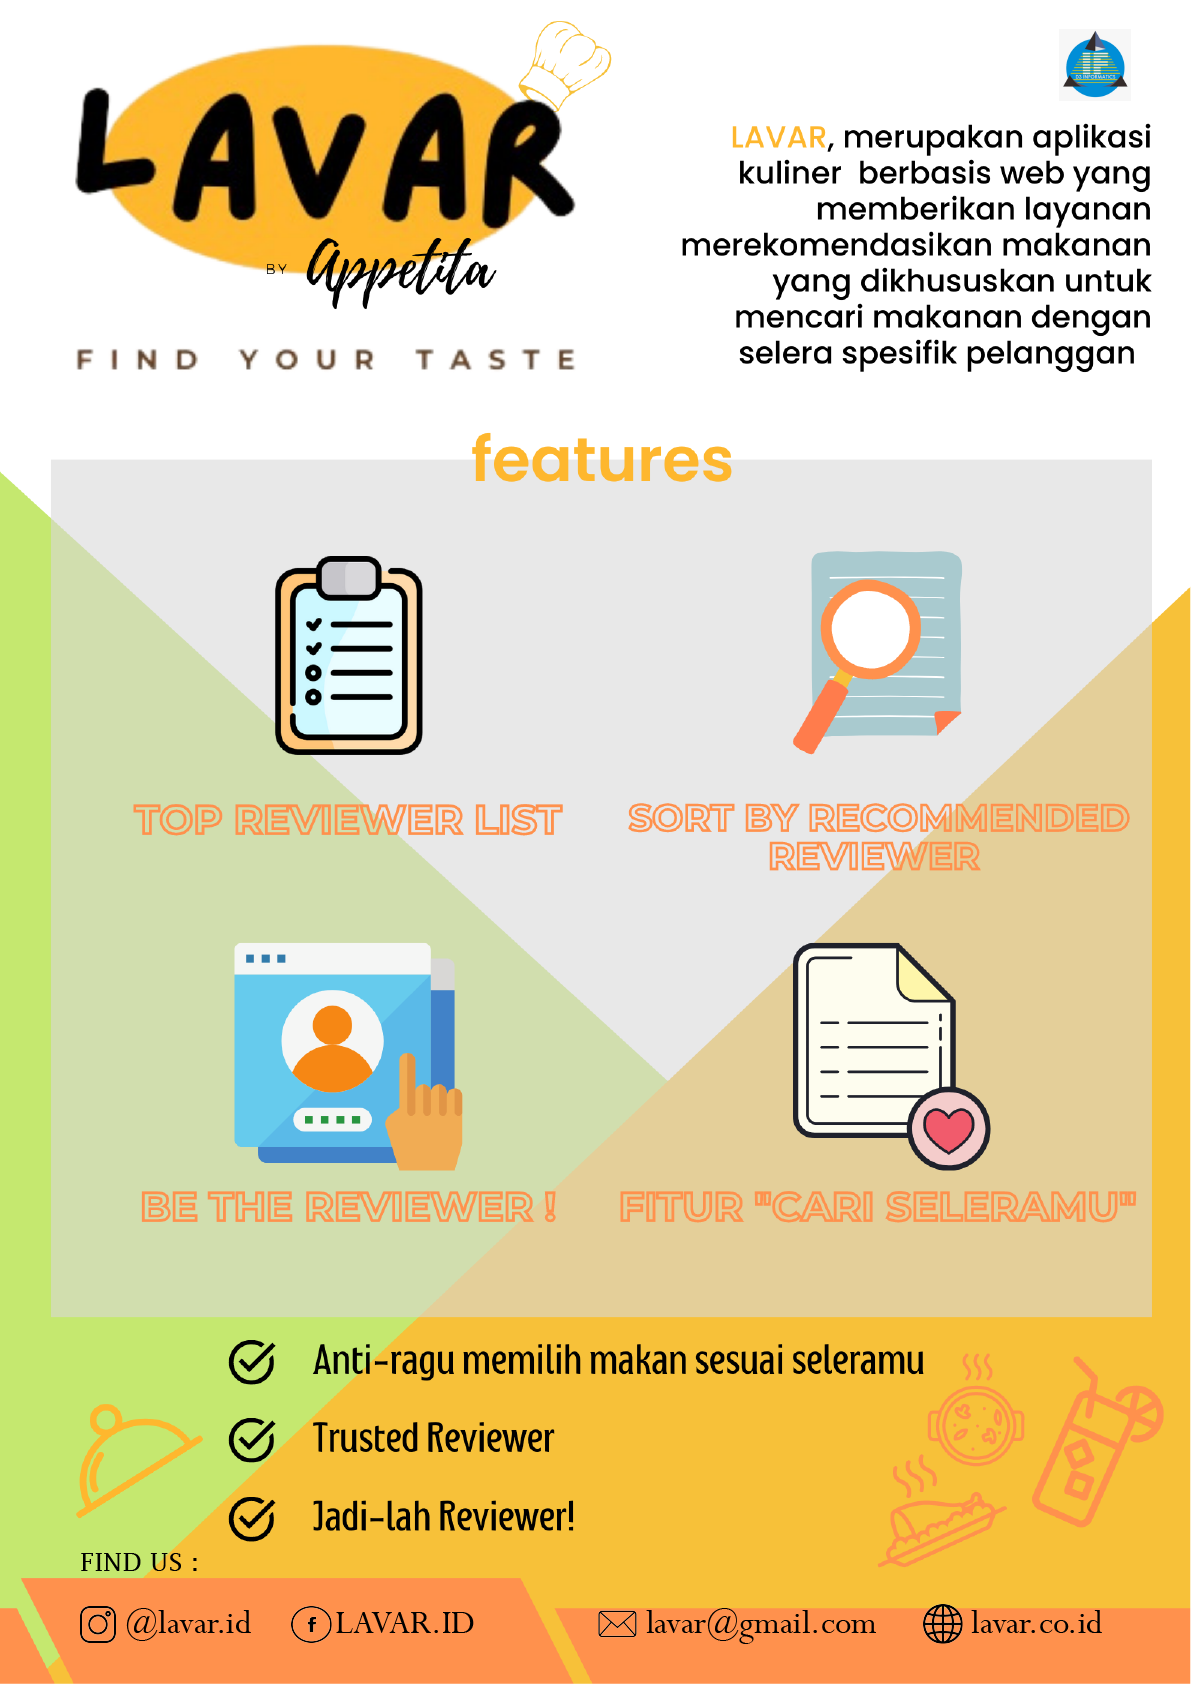 LAVAR
BY Appetita
FIND YOUR TASTE
D3 INFORMATICS
LAVAR, merupakan aplikasi
kuliner berbasis web yang
memberikan layanan
merekomendasikan makanan
yang dikhususkan untuk
mencari makanan dengan
selera spesifik pelanggan
features
TOP REVIEWER LIST
SORT BY RECOMMENDED
REVIEWER
BE THE REVIEWER !
FITUR "CARI SELERAMU"
Anti-ragu memilih makan sesuai seleramu
Trusted Reviewer
Jadi-lah Reviewer!
FIND US :
@lavar.id
LAVAR.ID
lavar@gmail.com
lavar.co.id